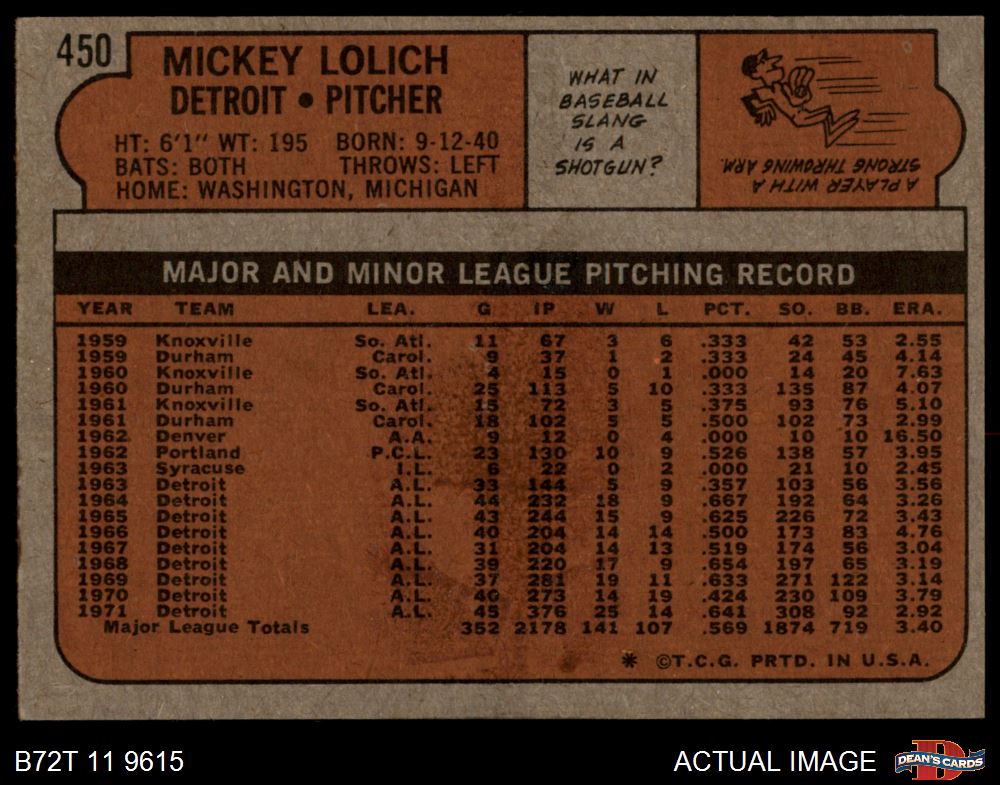 450
MICKEY LOLICH
DETROIT • PITCHER
HT: 6'1" WT: 195 BORN: 9-12-40
BATS: BOTH THROWS: LEFT
HOME: WASHINGTON, MICHIGAN
WHAT IN
BASEBALL
SLANG
IS A
SHOTGUN?
A PLAYER WITH A
STRONG THROWING ARM.
MAJOR AND MINOR LEAGUE PITCHING RECORD
YEAR TEAM LEA. G IP W L PCT. SO. BB. ERA.
1959 Knoxville So. Atl. 11 67 3 6 .333 42 53 2.55
1959 Durham Carol. 9 37 1 2 .333 24 45 4.14
1960 Knoxville So. Atl. 4 15 0 1 .000 14 20 7.63
1960 Durham Carol. 25 113 5 10 .333 135 87 4.07
1961 Knoxville So. Atl. 15 72 3 5 .375 93 76 5.10
1961 Durham Carol. 18 102 5 5 .500 102 73 2.99
1962 Denver A.A. 9 12 0 4 .000 10 10 16.50
1962 Portland P.C.L. 23 130 10 9 .526 138 57 3.95
1963 Syracuse I.L. 6 22 0 2 .000 21 10 2.45
1963 Detroit A.L. 33 144 5 9 .357 103 56 3.56
1964 Detroit A.L. 44 232 18 9 .667 192 64 3.26
1965 Detroit A.L. 43 244 15 9 .625 226 72 3.43
1966 Detroit A.L. 40 204 14 14 .500 173 83 4.76
1967 Detroit A.L. 31 204 14 13 .519 174 56 3.04
1968 Detroit A.L. 39 220 17 9 .654 197 65 3.19
1969 Detroit A.L. 37 281 19 11 .633 271 122 3.14
1970 Detroit A.L. 40 273 14 19 .424 230 109 3.79
1971 Detroit A.L. 45 376 25 14 .641 308 92 2.92
Major League Totals 352 2178 141 107 .569 1874 719 3.40
* ©T.C.G. PRTD. IN U.S.A.
B72T 11 9615 ACTUAL IMAGE
D
DEAN'S CARDS